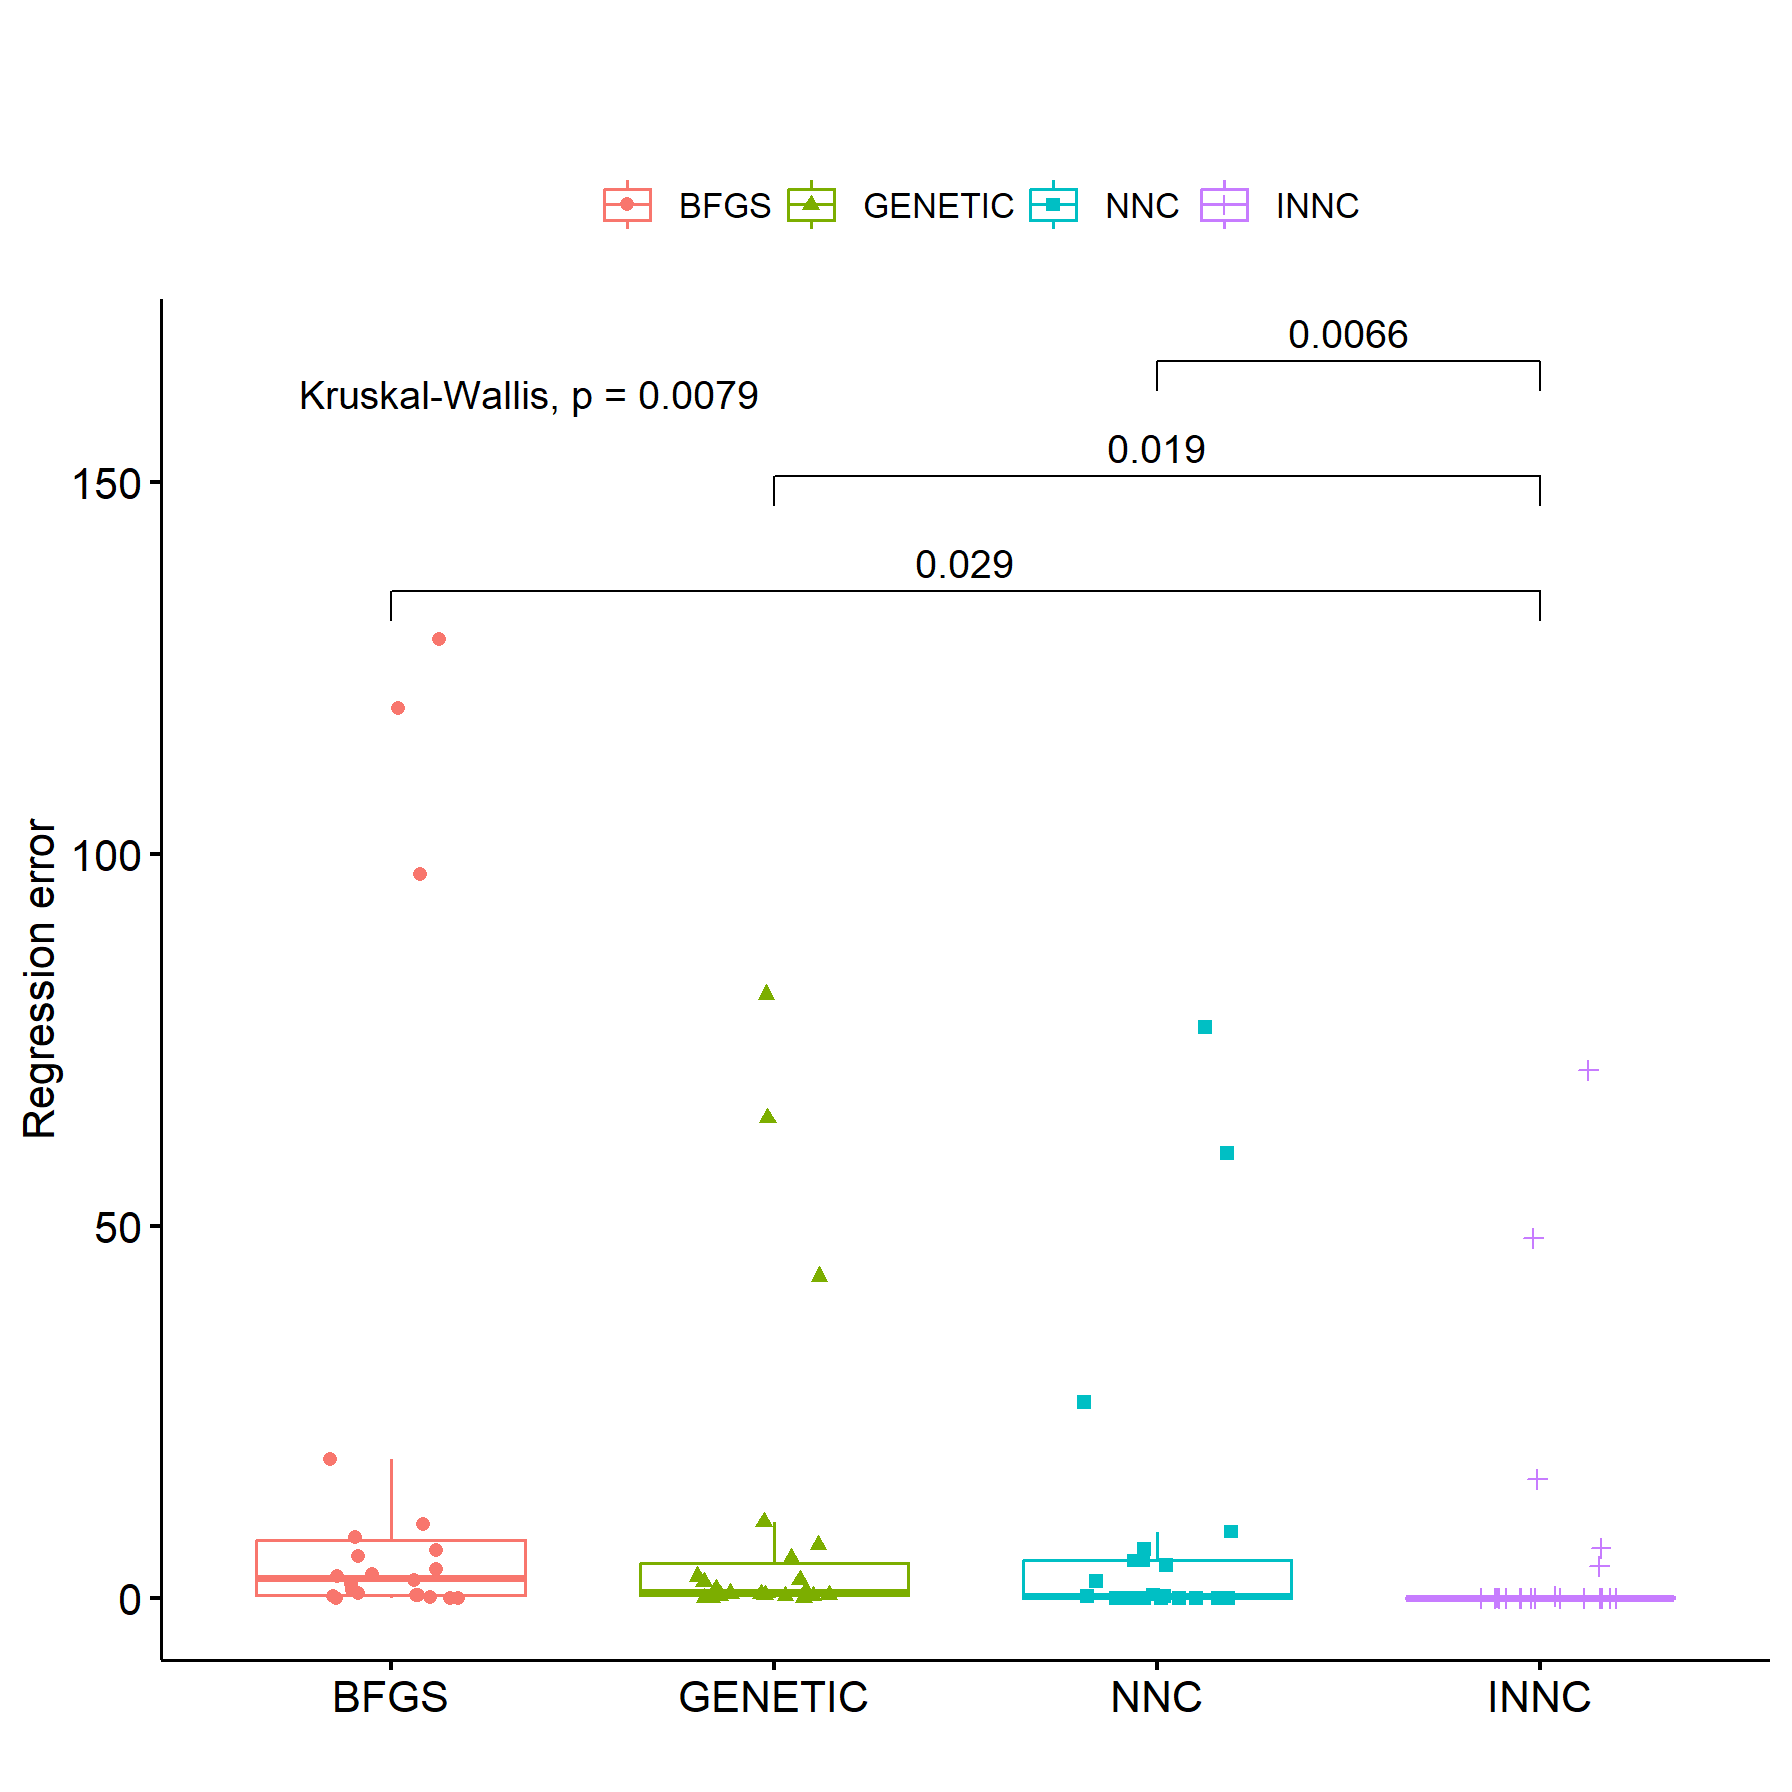 BFGS GENETIC NNC INNC
0.0066
Kruskal-Wallis, p = 0.0079
0.019
150
0.029
100
Regression error
50
0
BFGS GENETIC NNC INNC